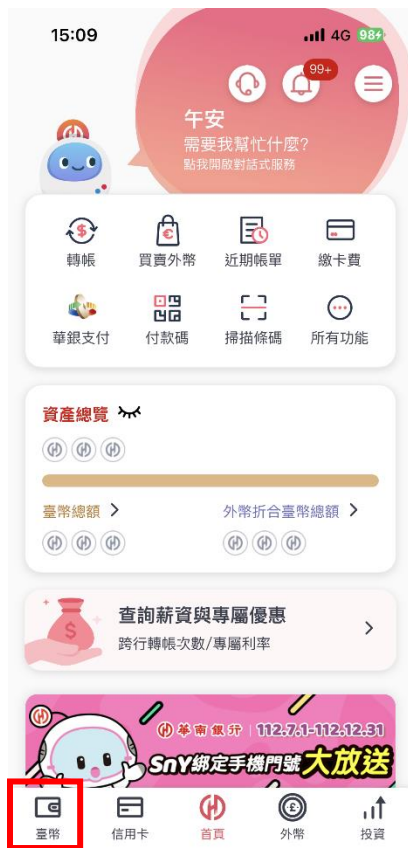 15:09 4G 98
99+
午安
需要我幫忙什麼?
點我開啟對話式服務
轉帳 買賣外幣 近期帳單 繳卡費
華銀支付 付款碼 掃描條碼 所有功能
資產總覽
臺幣總額 > 外幣折合臺幣總額 >
查詢薪資與專屬優惠
跨行轉帳次數/專屬利率
華南銀行 112.7.1-112.12.31
SnY綁定手機門號大放送
臺幣 信用卡 首頁 外幣 投資